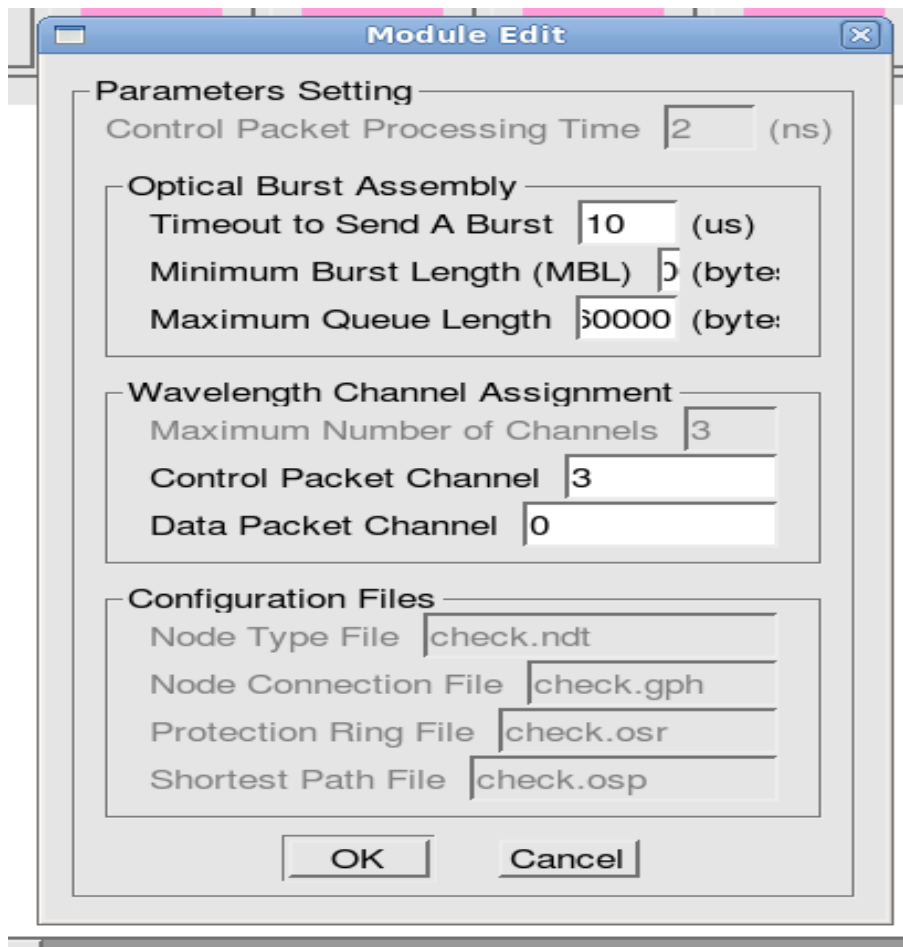 Module Edit
Parameters Setting
Control Packet Processing Time 2 (ns)
Optical Burst Assembly
Timeout to Send A Burst 10 (us)
Minimum Burst Length (MBL) (byte
Maximum Queue Length 0000 (byte
Wavelength Channel Assignment
Maximum Number of Channels 3
Control Packet Channel 3
Data Packet Channel 0
Configuration Files
Node Type File check.ndt
Node Connection File check.gph
Protection Ring File check.osr
Shortest Path File check.osp
OK Cancel